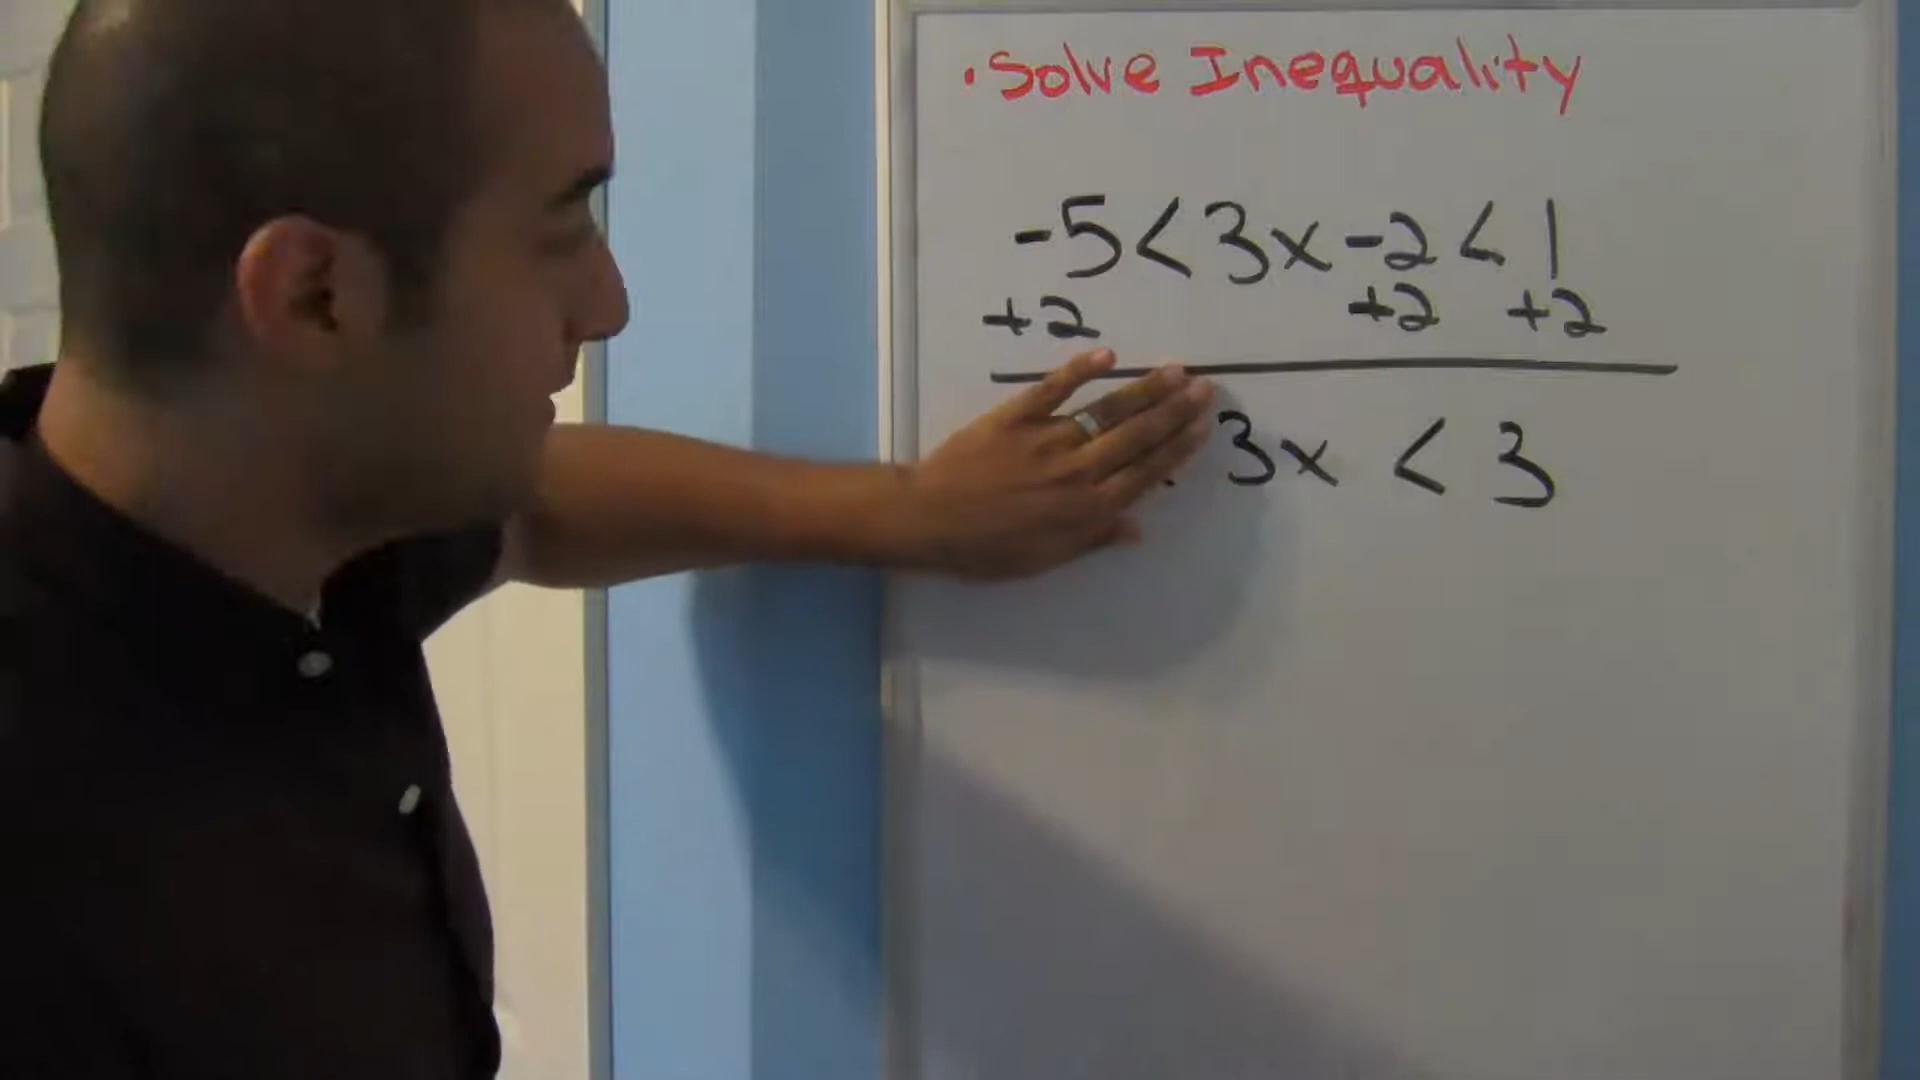 • Solve Inequality
-5 < 3x - 2 < 1
+2 +2 +2
3x < 3